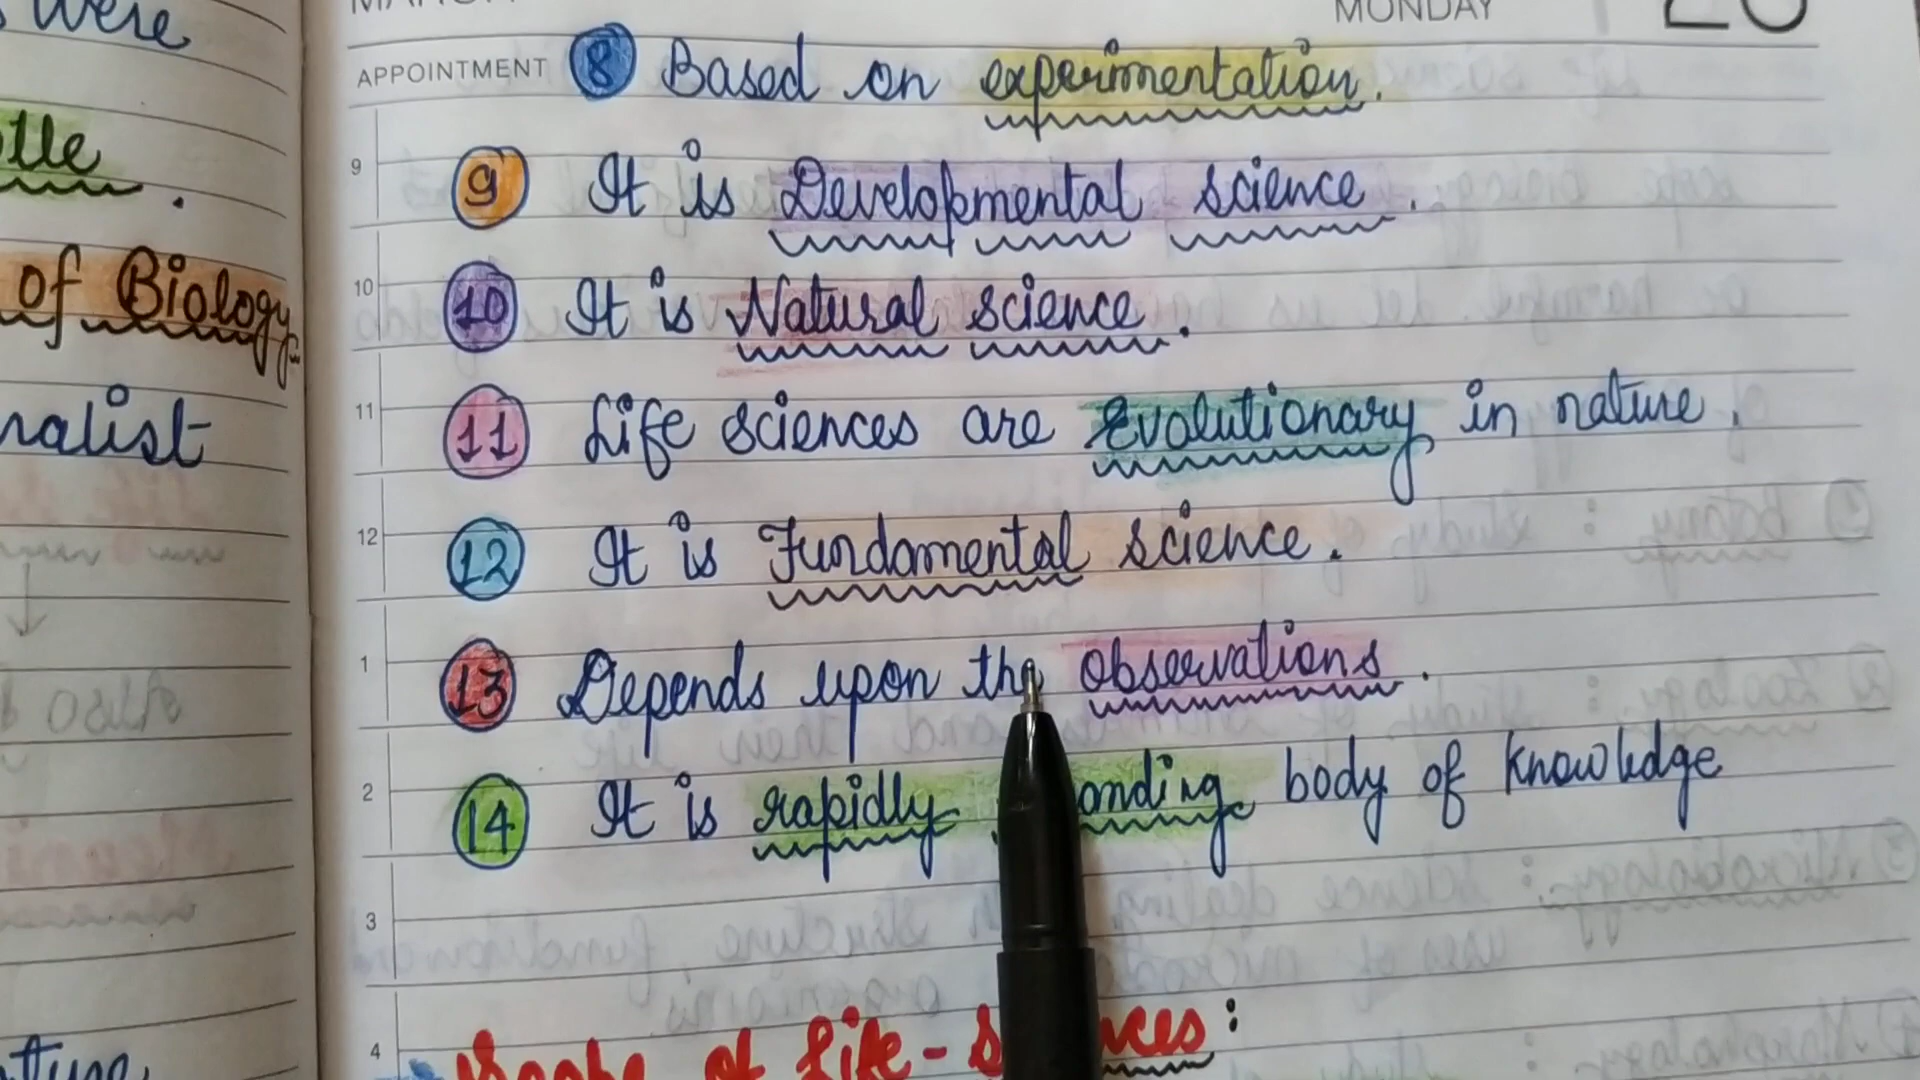 were
MONDAY
APPOINTMENT 8 Based on experimentation.
9 9 It is Developmental science.
10 10 It is Natural science.
11 11 Life sciences are evolutionary in nature.
12 12 It is Fundamental science.
1 13 Depends upon the observations.
2 14 It is rapidly body of knowledge
3
4 of Life-
of Biology